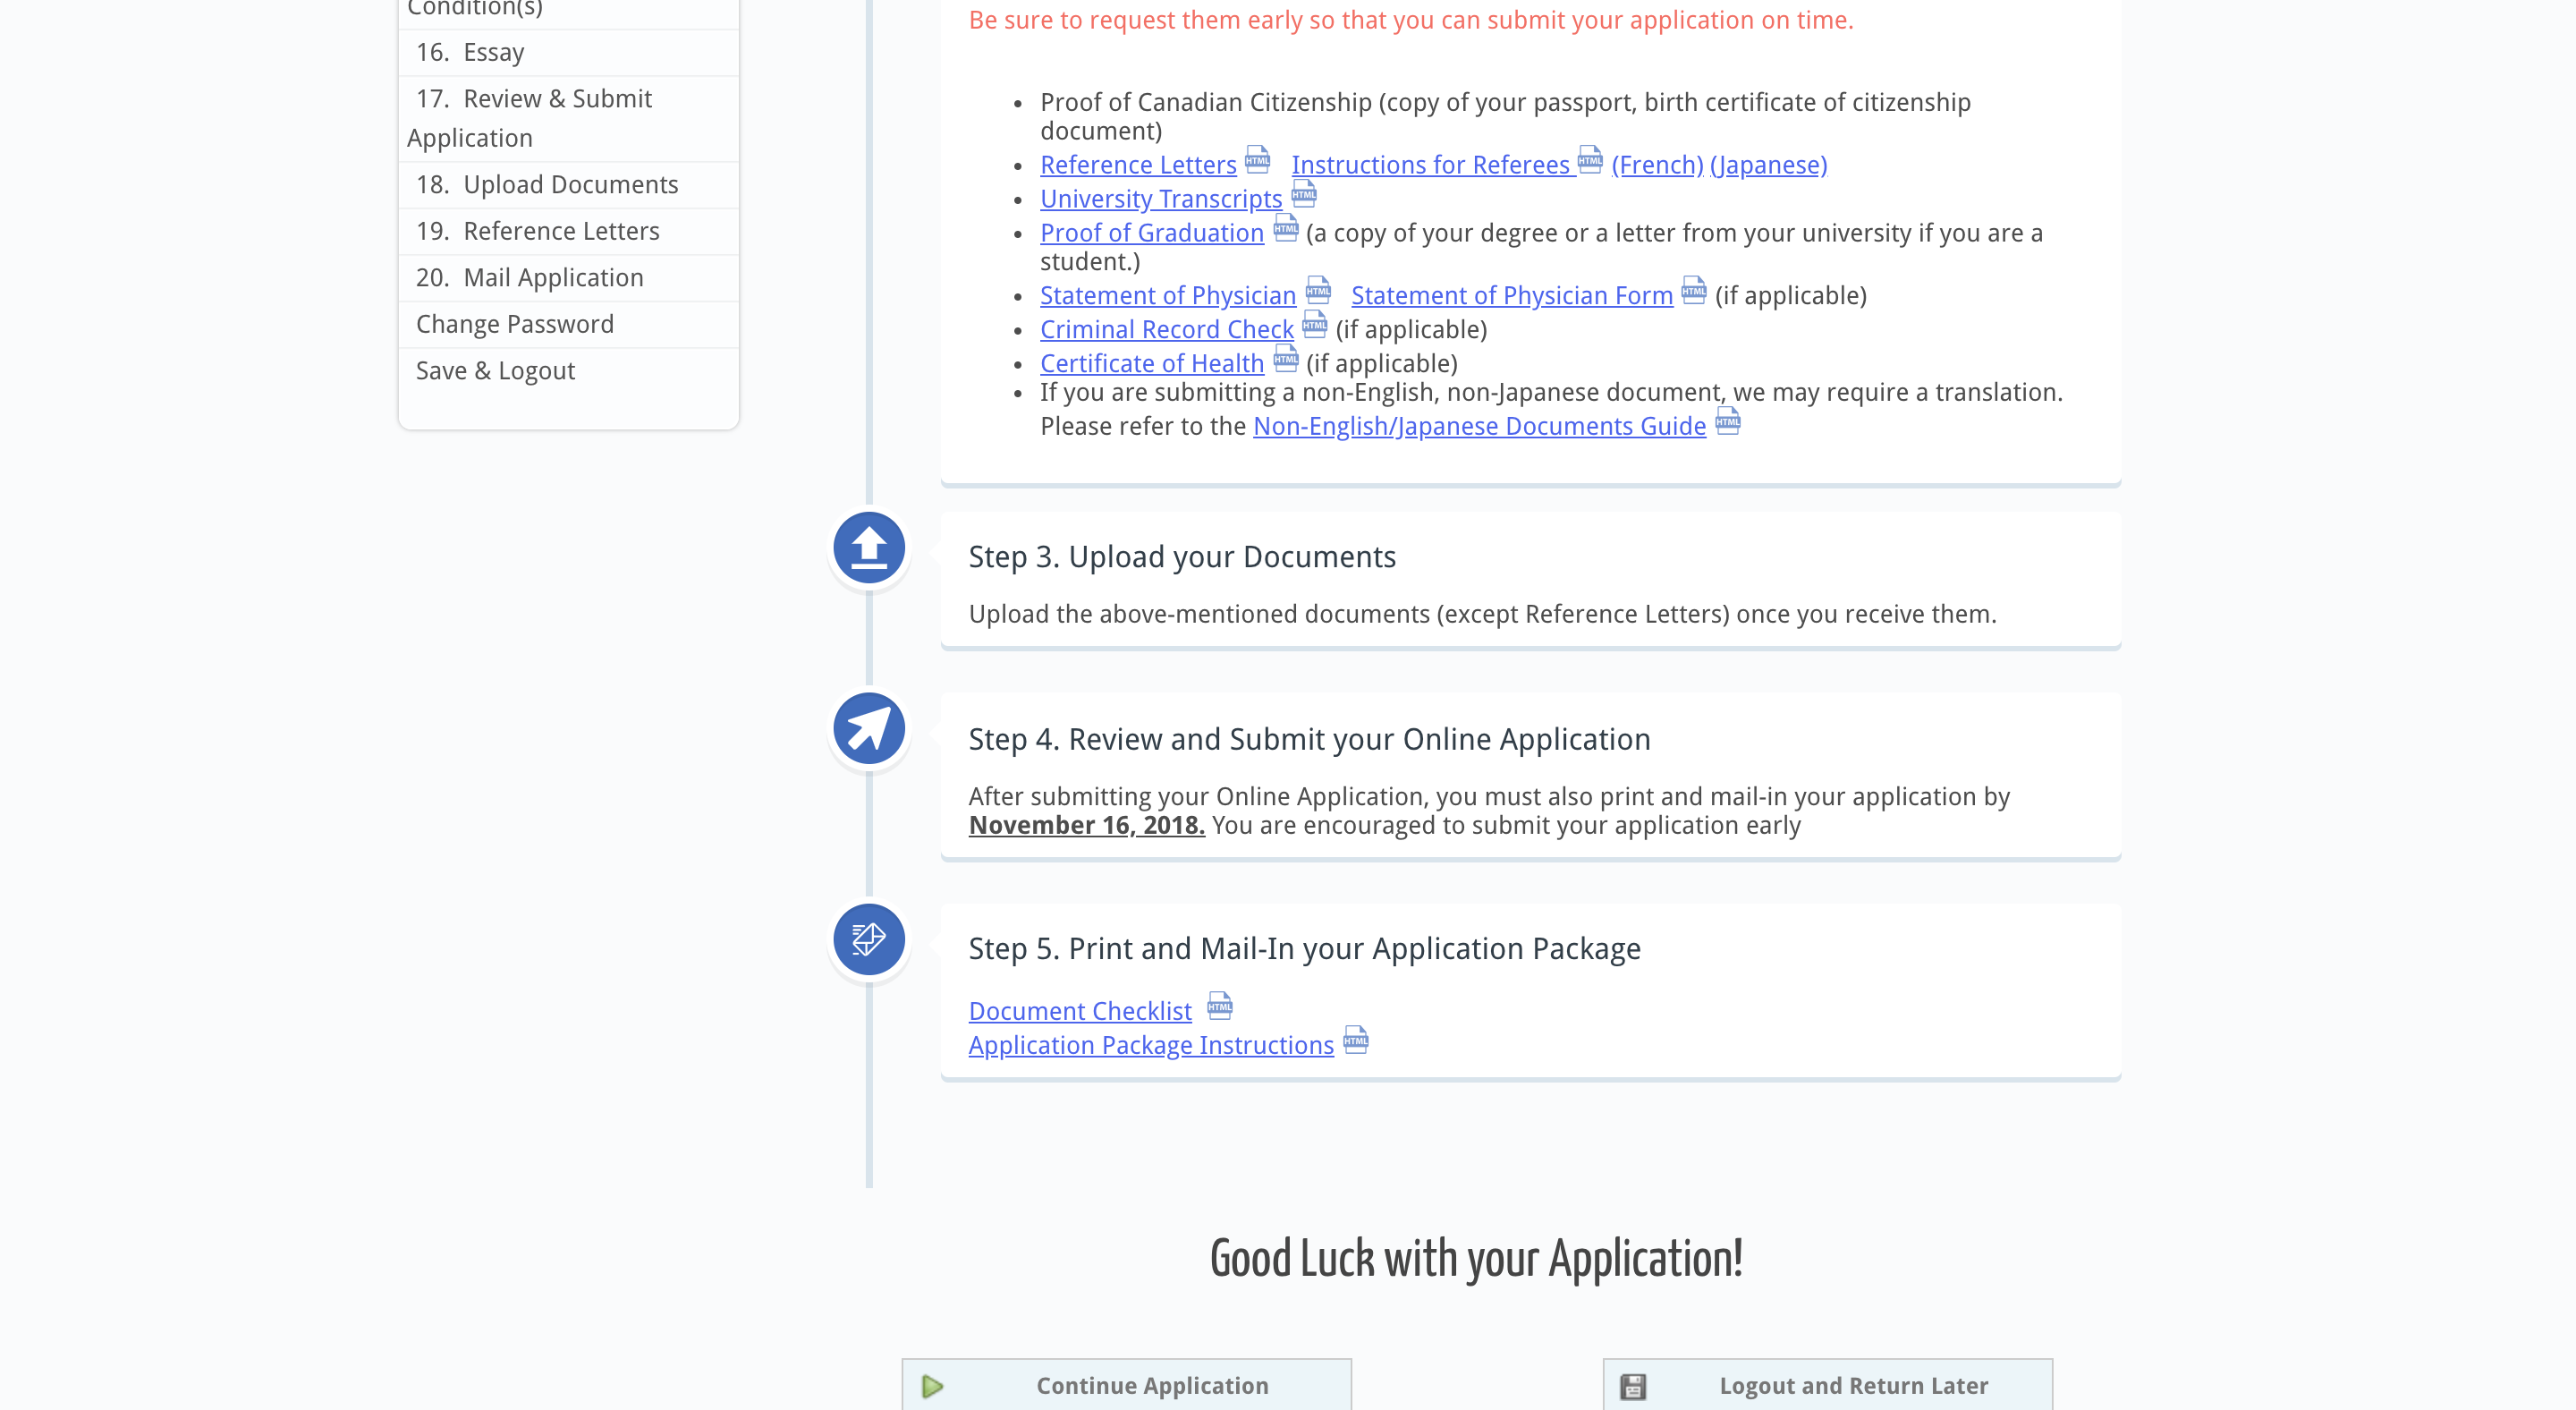 Condition(s)
16. Essay
17. Review & Submit
Application
18. Upload Documents
19. Reference Letters
20. Mail Application
Change Password
Save & Logout
Be sure to request them early so that you can submit your application on time.
• Proof of Canadian Citizenship (copy of your passport, birth certificate of citizenship
document)
• Reference Letters HTML Instructions for Referees HTML (French) (Japanese)
• University Transcripts HTML
• Proof of Graduation HTML (a copy of your degree or a letter from your university if you are a
student.)
• Statement of Physician HTML Statement of Physician Form HTML (if applicable)
• Criminal Record Check HTML (if applicable)
• Certificate of Health HTML (if applicable)
• If you are submitting a non-English, non-Japanese document, we may require a translation.
Please refer to the Non-English/Japanese Documents Guide HTML
Step 3. Upload your Documents
Upload the above-mentioned documents (except Reference Letters) once you receive them.
Step 4. Review and Submit your Online Application
After submitting your Online Application, you must also print and mail-in your application by
November 16, 2018. You are encouraged to submit your application early
Step 5. Print and Mail-In your Application Package
Document Checklist HTML
Application Package Instructions HTML
Good Luck with your Application!
Continue Application
Logout and Return Later